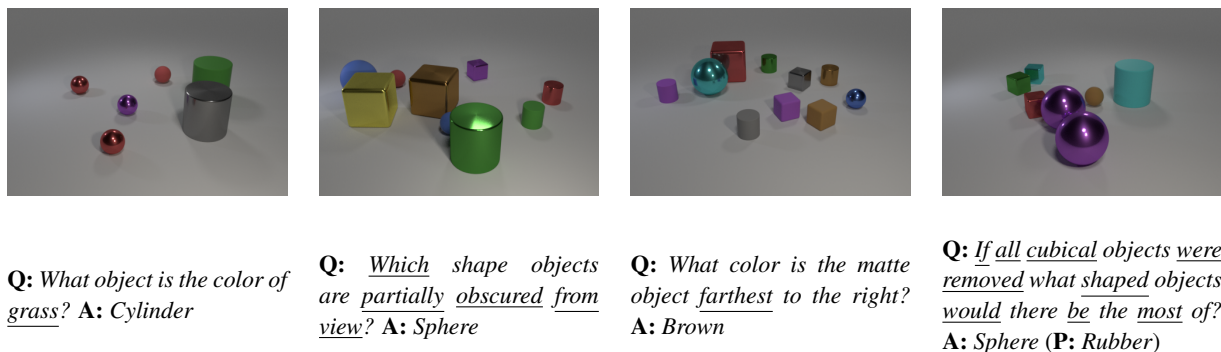 Q: What object is the color of
grass? A: Cylinder
Q: Which shape objects
are partially obscured from
view? A: Sphere
Q: What color is the matte
object farthest to the right?
A: Brown
Q: If all cubical objects were
removed what shaped objects
would there be the most of?
A: Sphere (P: Rubber)